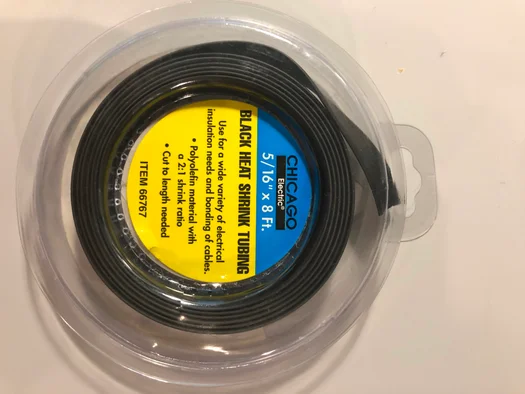 CHICAGO
Electric®
5/16" x 8 Ft.
BLACK HEAT SHRINK TUBING
Use for a wide variety of electrical
insulation needs and bonding of cables.
• Polyolefin material with
a 2:1 shrink ratio
• Cut to length needed
ITEM 66767